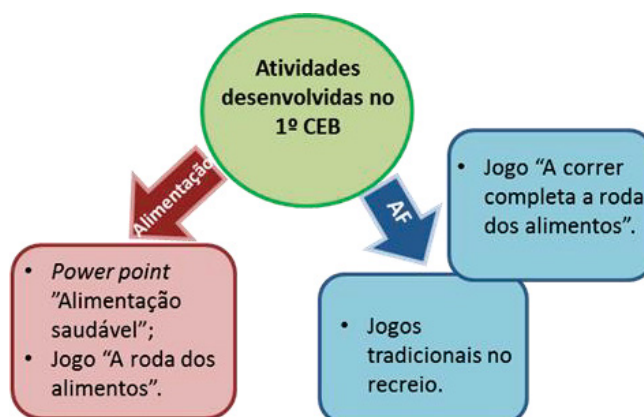 Atividades
desenvolvidas no
1º CEB
Alimentação
AF
• Power point
”Alimentação
saudável”;
• Jogo “A roda dos
alimentos”.
• Jogo “A correr
completa a roda
dos alimentos”.
• Jogos
tradicionais no
recreio.